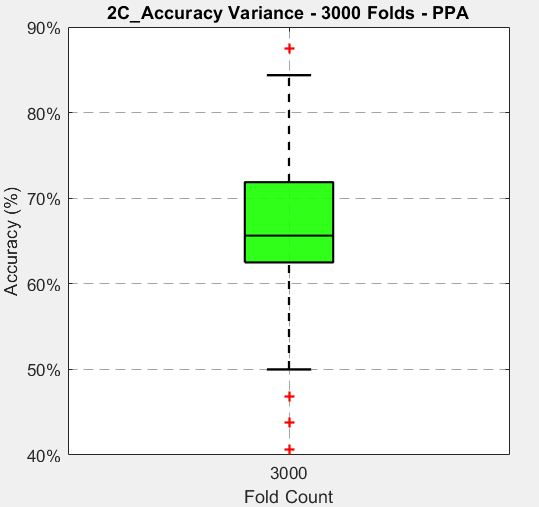 2C_Accuracy Variance - 3000 Folds - PPA
90%
80%
70%
60%
50%
40%
Accuracy (%)
3000
Fold Count